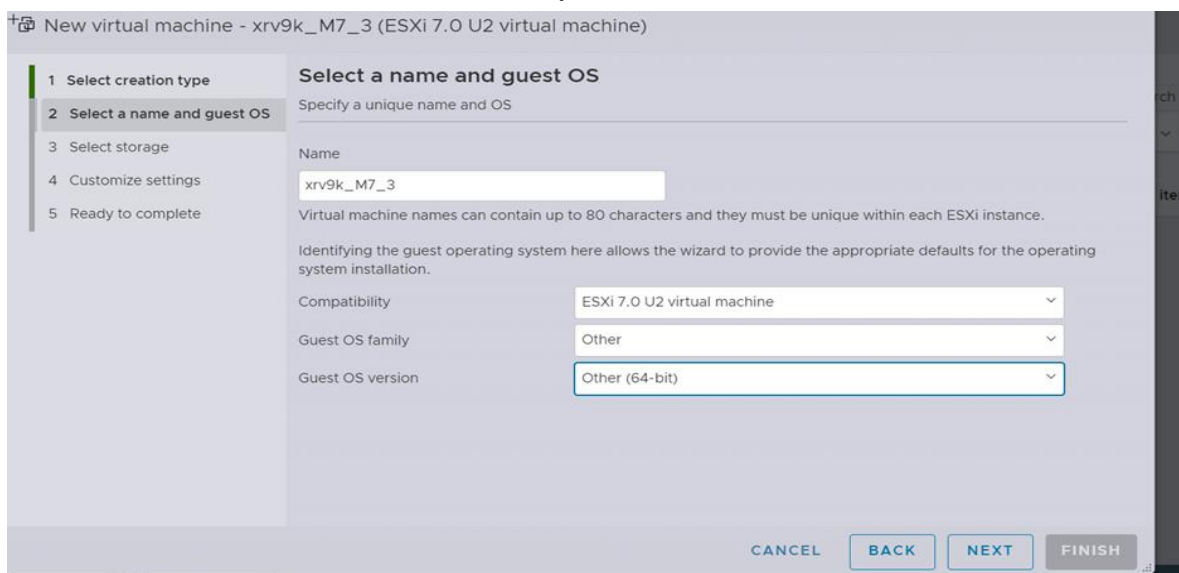 New virtual machine - xrv9k_M7_3 (ESXi 7.0 U2 virtual machine)
1 Select creation type
2 Select a name and guest OS
3 Select storage
4 Customize settings
5 Ready to complete
Select a name and guest OS
Specify a unique name and OS
Name
xrv9k_M7_3
Virtual machine names can contain up to 80 characters and they must be unique within each ESXi instance.
Identifying the guest operating system here allows the wizard to provide the appropriate defaults for the operating
system installation.
Compatibility
ESXi 7.0 U2 virtual machine
Guest OS family
Other
Guest OS version
Other (64-bit)
CANCEL
BACK
NEXT
FINISH
rch
ite